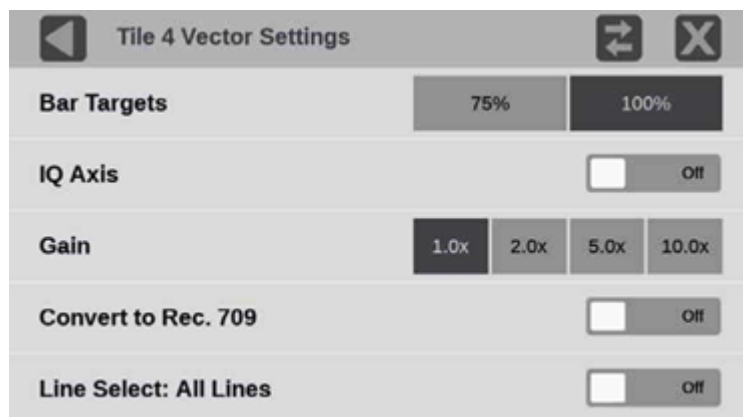 Tile 4 Vector Settings
Bar Targets 75% 100%
IQ Axis Off
Gain 1.0x 2.0x 5.0x 10.0x
Convert to Rec. 709 Off
Line Select: All Lines Off